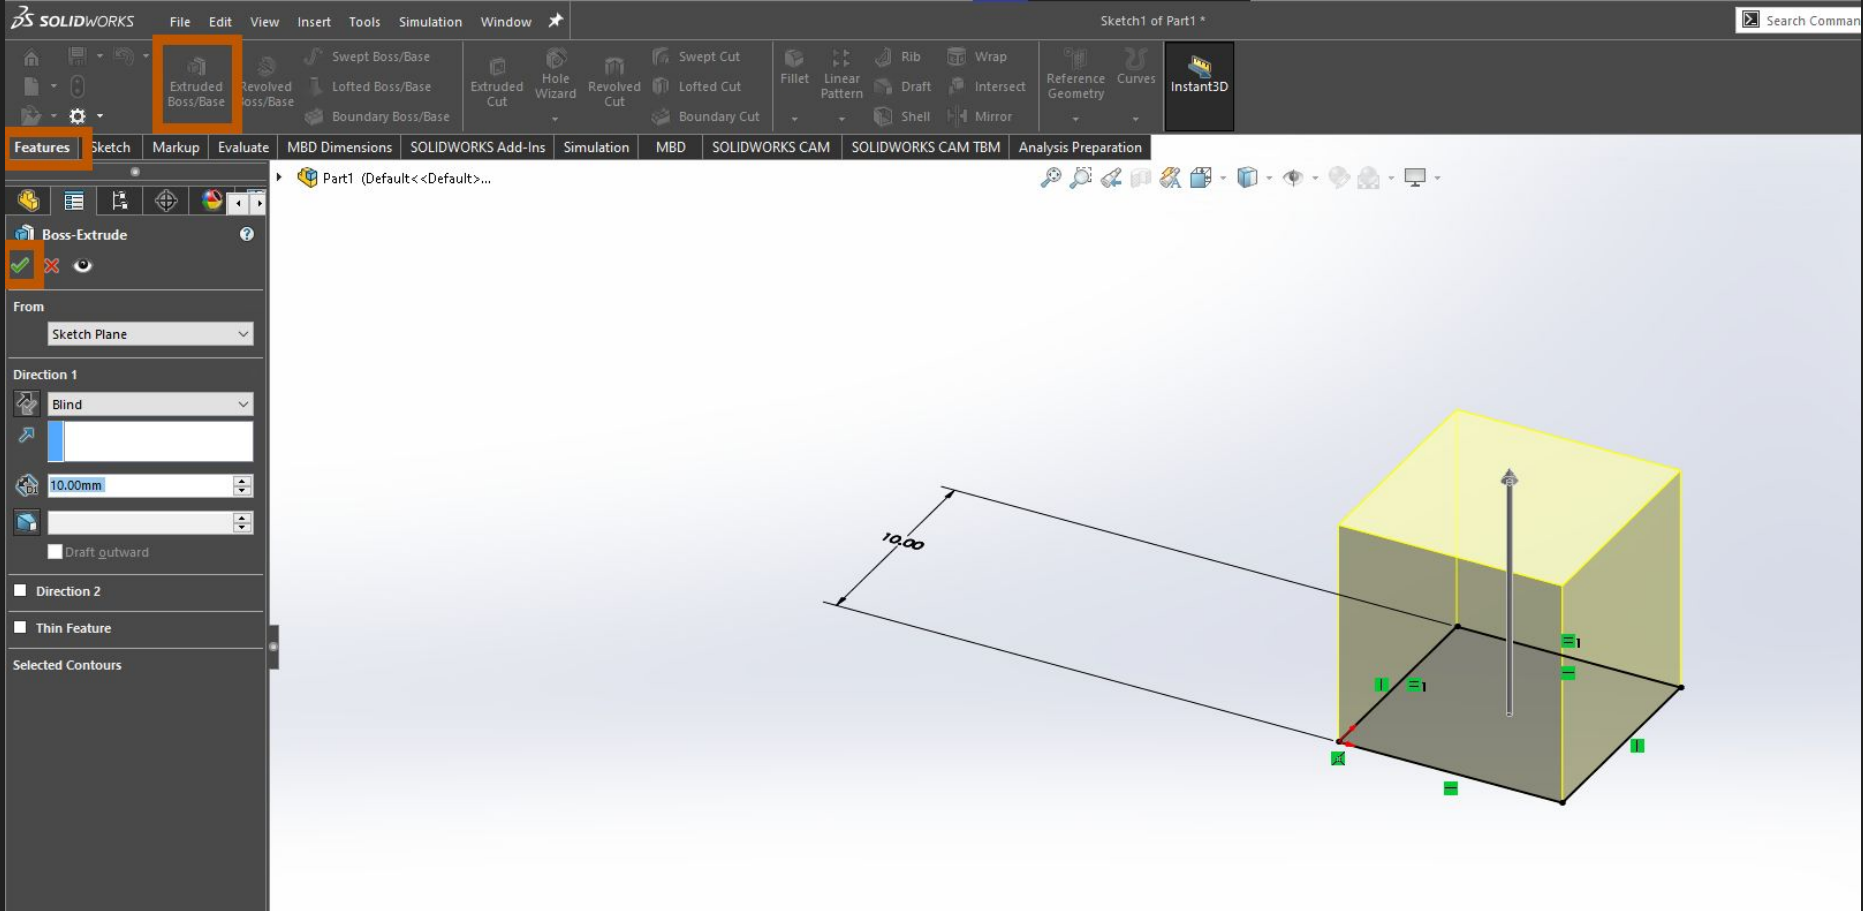 SOLIDWORKS File Edit View Insert Tools Simulation Window Sketch1 of Part1 * Search Comman
Extruded Boss/Base
Revolved Boss/Base
Swept Boss/Base
Lofted Boss/Base
Boundary Boss/Base
Extruded Cut
Hole Wizard
Revolved Cut
Swept Cut
Lofted Cut
Boundary Cut
Fillet
Linear Pattern
Rib
Draft
Shell
Wrap
Intersect
Mirror
Reference Geometry
Curves
Instant3D
Features Sketch Markup Evaluate MBD Dimensions SOLIDWORKS Add-Ins Simulation MBD SOLIDWORKS CAM SOLIDWORKS CAM TBM Analysis Preparation
Part1 (Default<<Default>...
Boss-Extrude
From
Sketch Plane
Direction 1
Blind
10.00mm
Draft outward
Direction 2
Thin Feature
Selected Contours
10.00
1
1